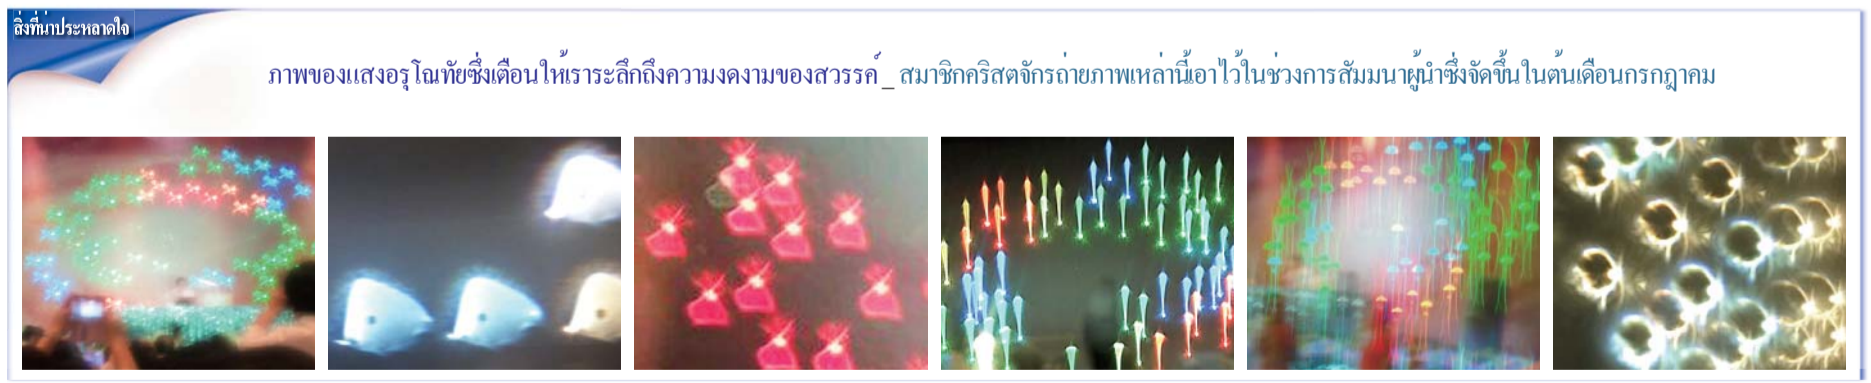 สิ่งที่น่าประหลาดใจ
ภาพของแสงอรุโณทัยซึ่งเตือนให้เราระลึกถึงความงดงามของสวรรค์ _ สมาชิกคริสตจักรถ่ายภาพเหล่านี้เอาไว้ในช่วงการสัมมนาผู้นำซึ่งจัดขึ้นในต้นเดือนกรกฎาคม